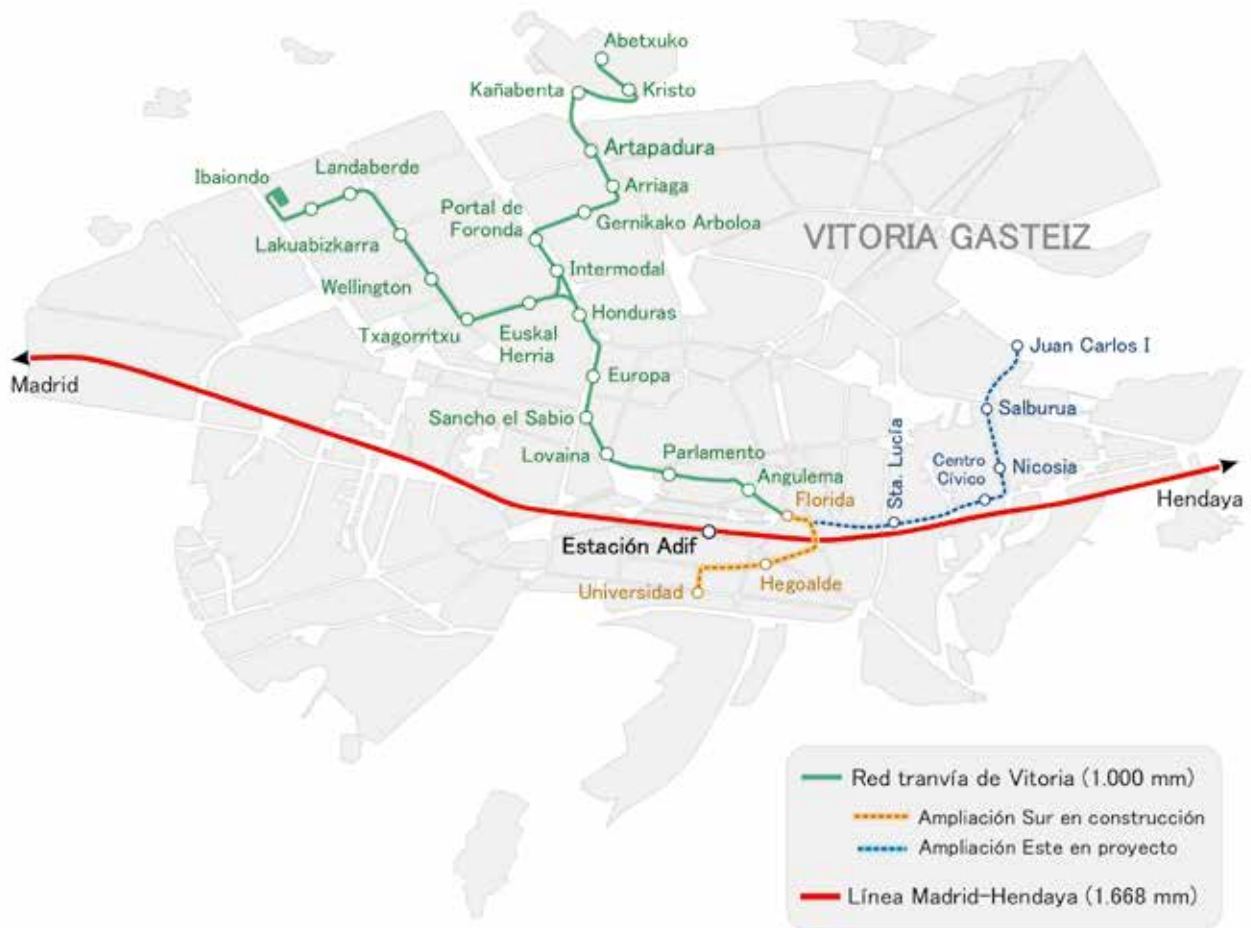 Abetxuko
Kañabenta
Kristo
Artapadura
Landaberde
Ibaiondo
Arriaga
Portal de
Foronda
Gernikako Arboloa
Lakuabizkarra
VITORIA GASTEIZ
Intermodal
Wellington
Honduras
Txagorritxu
Euskal
Herria
Juan Carlos I
Madrid
Europa
Salburua
Sancho el Sabio
Sta. Lucía
Lovaina
Parlamento
Centro
Cívico
Nicosia
Angulema
Florida
Hendaya
Estación Adif
Universidad
Hegoalde
Red tranvía de Vitoria (1.000 mm)
Ampliación Sur en construcción
Ampliación Este en proyecto
Línea Madrid-Hendaya (1.668 mm)